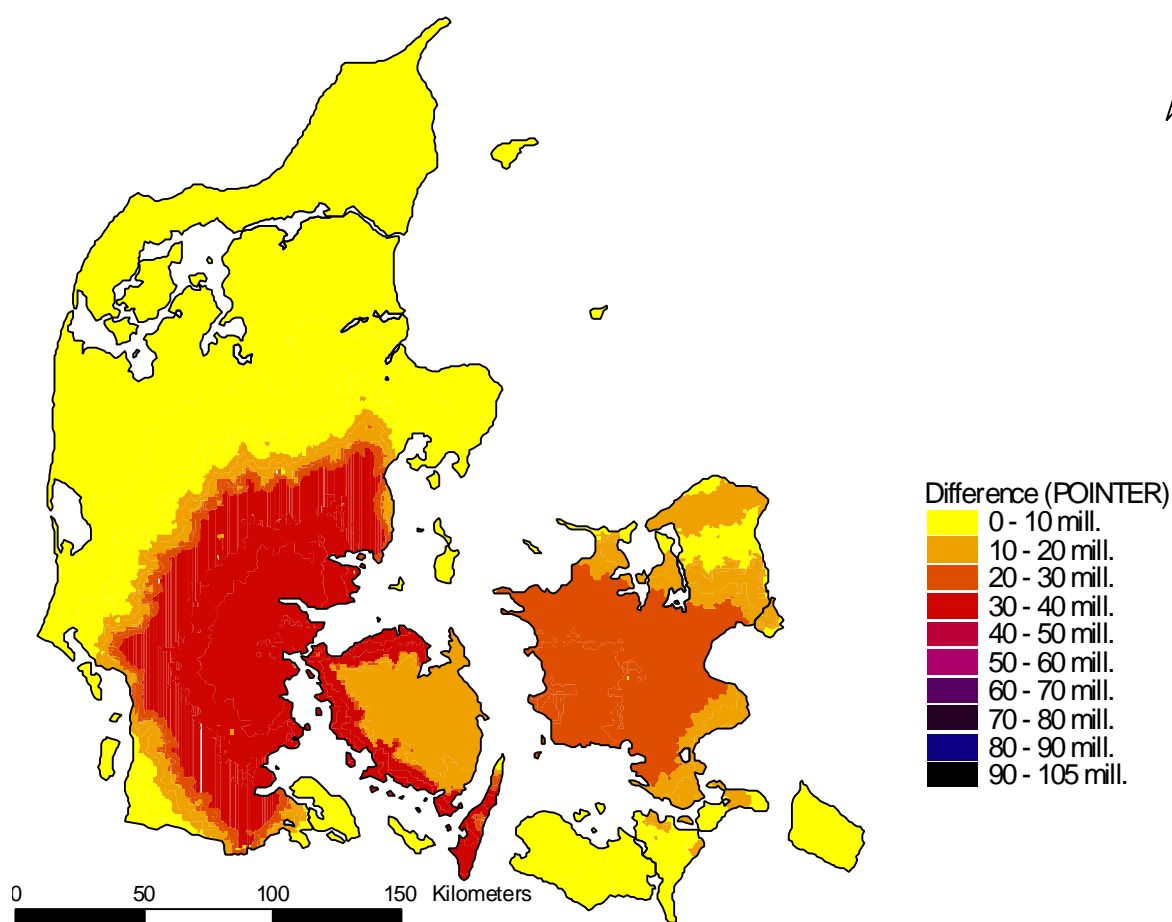 Difference (POINTER)
0 - 10 mill.
10 - 20 mill.
20 - 30 mill.
30 - 40 mill.
40 - 50 mill.
50 - 60 mill.
60 - 70 mill.
70 - 80 mill.
80 - 90 mill.
90 - 105 mill.
0 50 100 150 Kilometers